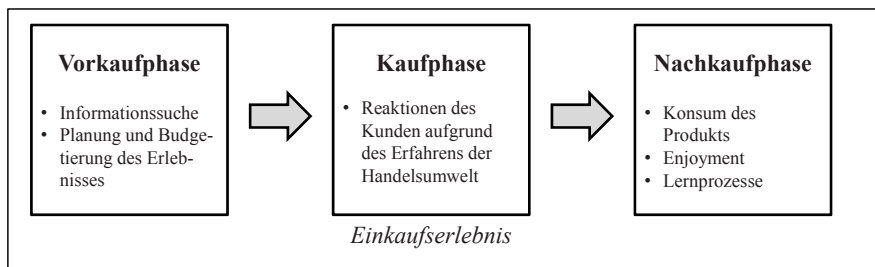 Vorkaufphase
• Informationssuche
• Planung und Budge-
tierung des Erleb-
nisses
Kaufphase
• Reaktionen des
Kunden aufgrund
des Erfahrens der
Handelsumwelt
Nachkaufphase
• Konsum des
Produkts
• Enjoyment
• Lernprozesse
Einkaufserlebnis